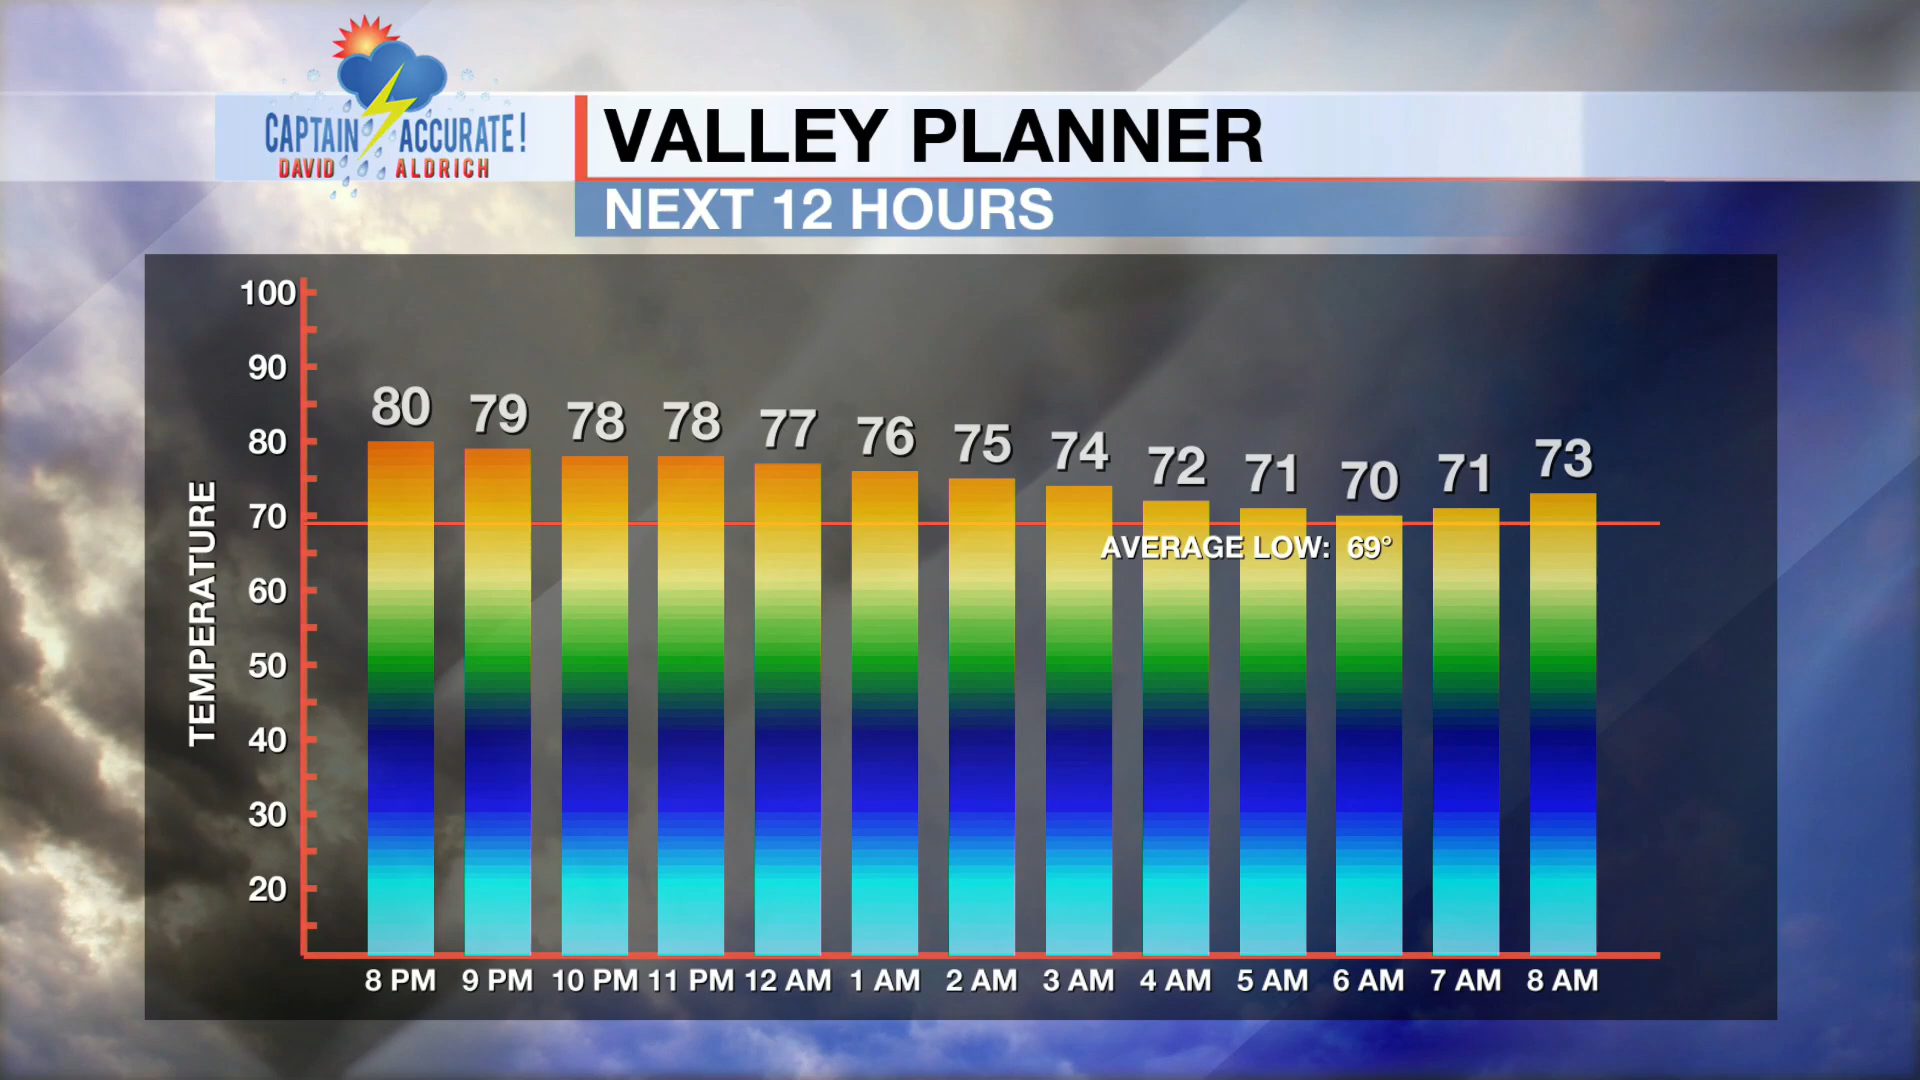 CAPTAIN ACCURATE!
DAVID ALDRICH
VALLEY PLANNER
NEXT 12 HOURS
TEMPERATURE
100
90
80
70
60
50
40
30
20
80 79 78 78 77 76 75 74 72 71 70 71 73
AVERAGE LOW: 69°
8 PM 9 PM 10 PM 11 PM 12 AM 1 AM 2 AM 3 AM 4 AM 5 AM 6 AM 7 AM 8 AM